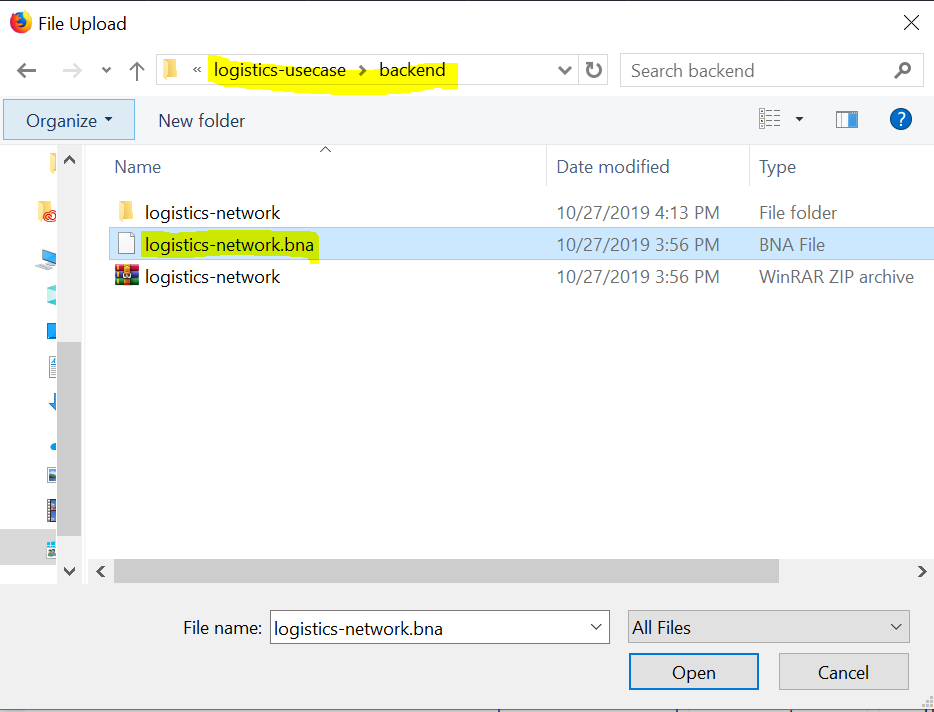 File Upload
« logistics-usecase > backend
Search backend
Organize
New folder
?
Name
Date modified
Type
logistics-network
10/27/2019 4:13 PM
File folder
logistics-network.bna
10/27/2019 3:56 PM
BNA File
logistics-network
10/27/2019 3:56 PM
WinRAR ZIP archive
File name:
logistics-network.bna
All Files
Open
Cancel